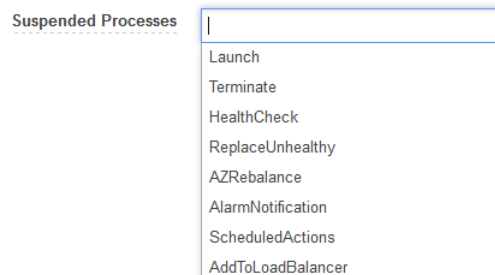 Suspended Processes
Launch
Terminate
HealthCheck
ReplaceUnhealthy
AZRebalance
AlarmNotification
ScheduledActions
AddToLoadBalancer